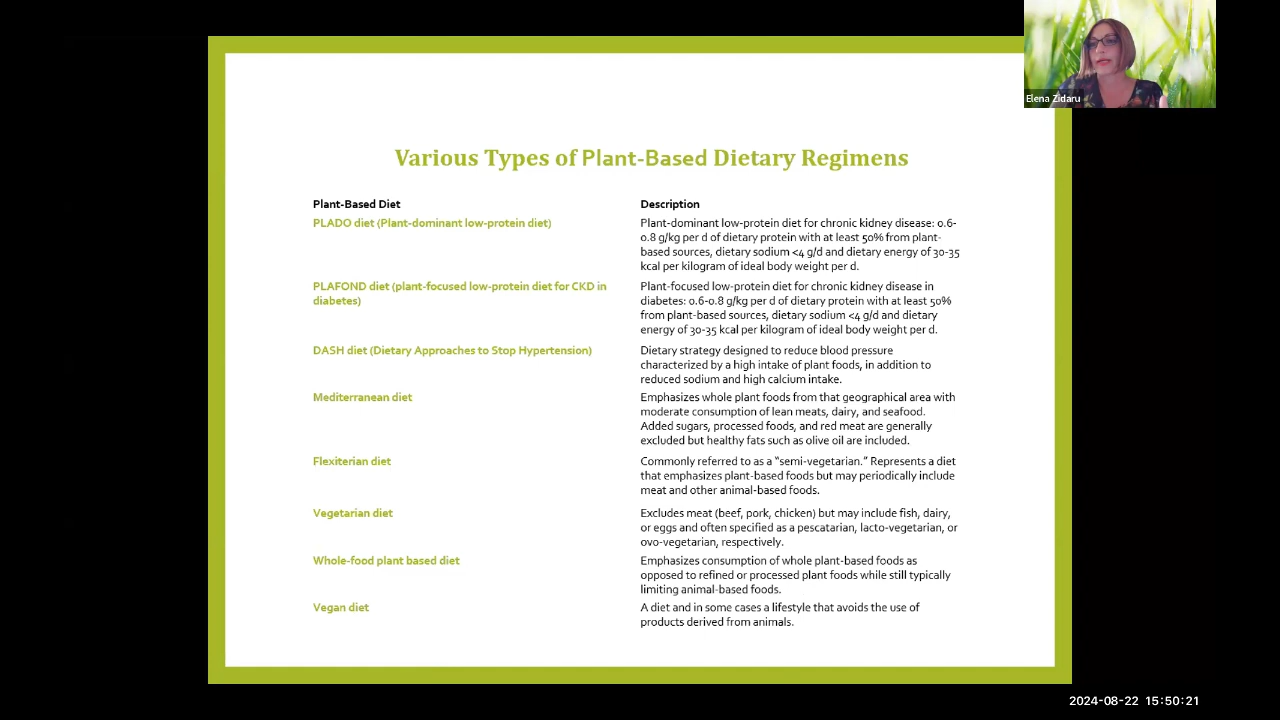 Elena Zidaru
Various Types of Plant-Based Dietary Regimens
Plant-Based Diet
Description
PLADO diet (Plant-dominant low-protein diet)
Plant-dominant low-protein diet for chronic kidney disease: 0.6-
0.8 g/kg per d of dietary protein with at least 50% from plant-
based sources, dietary sodium <4 g/d and dietary energy of 30-35
kcal per kilogram of ideal body weight per d.
PLAFOND diet (plant-focused low-protein diet for CKD in
diabetes)
Plant-focused low-protein diet for chronic kidney disease in
diabetes: 0.6-0.8 g/kg per d of dietary protein with at least 50%
from plant-based sources, dietary sodium <4 g/d and dietary
energy of 30-35 kcal per kilogram of ideal body weight per d.
DASH diet (Dietary Approaches to Stop Hypertension)
Dietary strategy designed to reduce blood pressure
characterized by a high intake of plant foods, in addition to
reduced sodium and high calcium intake.
Mediterranean diet
Emphasizes whole plant foods from that geographical area with
moderate consumption of lean meats, dairy, and seafood.
Added sugars, processed foods, and red meat are generally
excluded but healthy fats such as olive oil are included.
Flexiterian diet
Commonly referred to as a “semi-vegetarian.” Represents a diet
that emphasizes plant-based foods but may periodically include
meat and other animal-based foods.
Vegetarian diet
Excludes meat (beef, pork, chicken) but may include fish, dairy,
or eggs and often specified as a pescatarian, lacto-vegetarian, or
ovo-vegetarian, respectively.
Whole-food plant based diet
Emphasizes consumption of whole plant-based foods as
opposed to refined or processed plant foods while still typically
limiting animal-based foods.
Vegan diet
A diet and in some cases a lifestyle that avoids the use of
products derived from animals.
2024-08-22 15:50:21